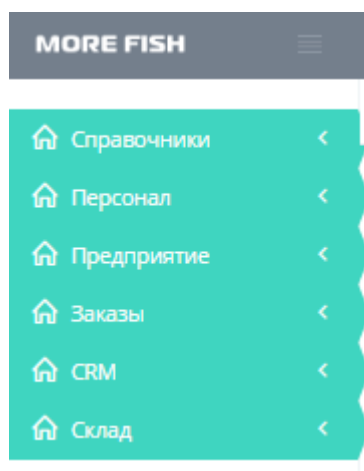 MORE FISH
Справочники
Персонал
Предприятие
Заказы
CRM
Склад